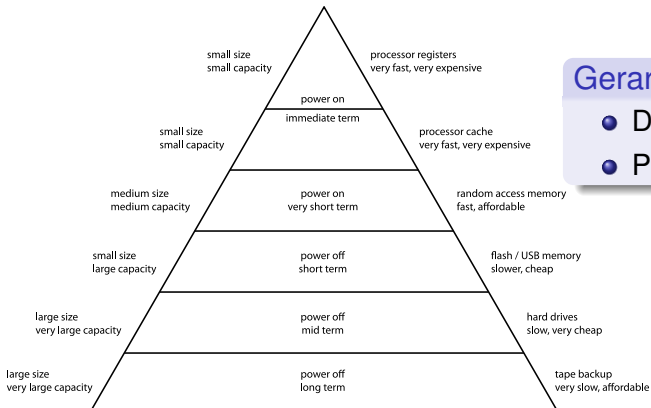 small size
small capacity
processor registers
very fast, very expensive
power on
immediate term
small size
small capacity
processor cache
very fast, very expensive
medium size
medium capacity
power on
very short term
random access memory
fast, affordable
small size
large capacity
power off
short term
flash / USB memory
slower, cheap
large size
very large capacity
power off
mid term
hard drives
slow, very cheap
large size
very large capacity
power off
long term
tape backup
very slow, affordable
D
P